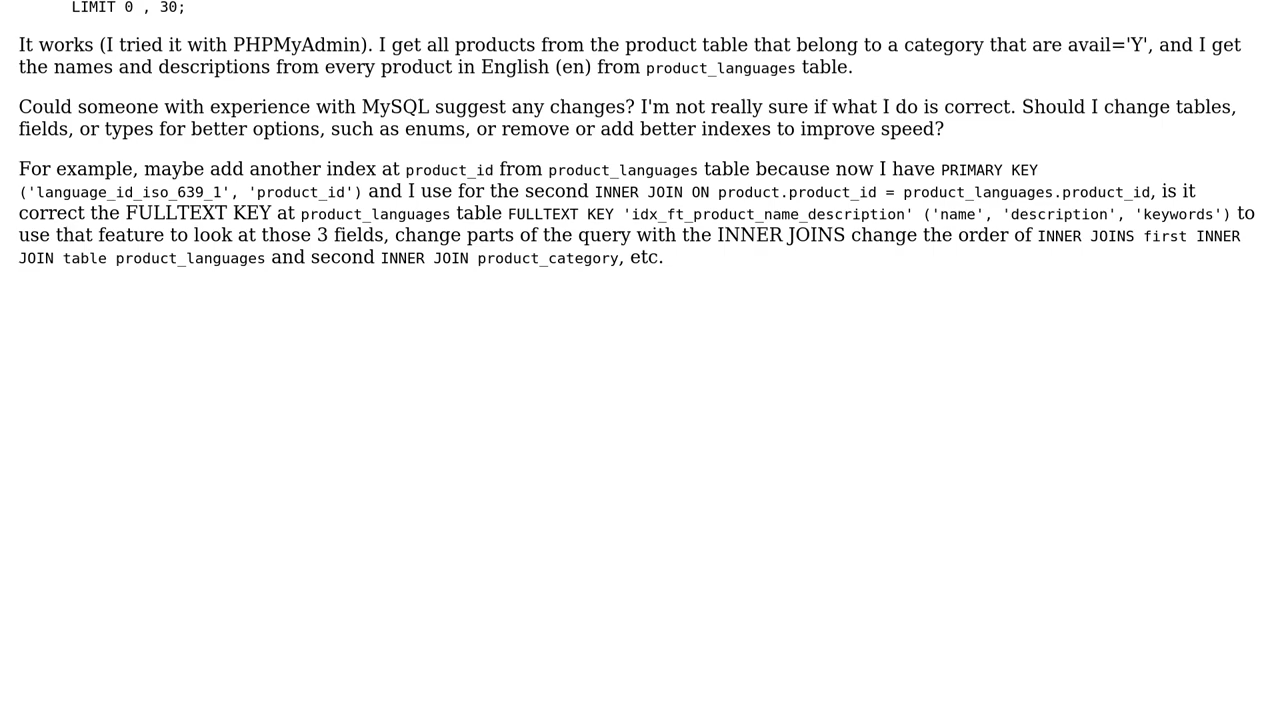 LIMIT 0 , 30;
It works (I tried it with PHPMyAdmin). I get all products from the product table that belong to a category that are avail='Y', and I get
the names and descriptions from every product in English (en) from product_languages table.
Could someone with experience with MySQL suggest any changes? I'm not really sure if what I do is correct. Should I change tables,
fields, or types for better options, such as enums, or remove or add better indexes to improve speed?
For example, maybe add another index at product_id from product_languages table because now I have PRIMARY KEY
('language_id_iso_639_1', 'product_id') and I use for the second INNER JOIN ON product.product_id = product_languages.product_id, is it
correct the FULLTEXT KEY at product_languages table FULLTEXT KEY 'idx_ft_product_name_description' ('name', 'description', 'keywords') to
use that feature to look at those 3 fields, change parts of the query with the INNER JOINS change the order of INNER JOINS first INNER
JOIN table product_languages and second INNER JOIN product_category, etc.